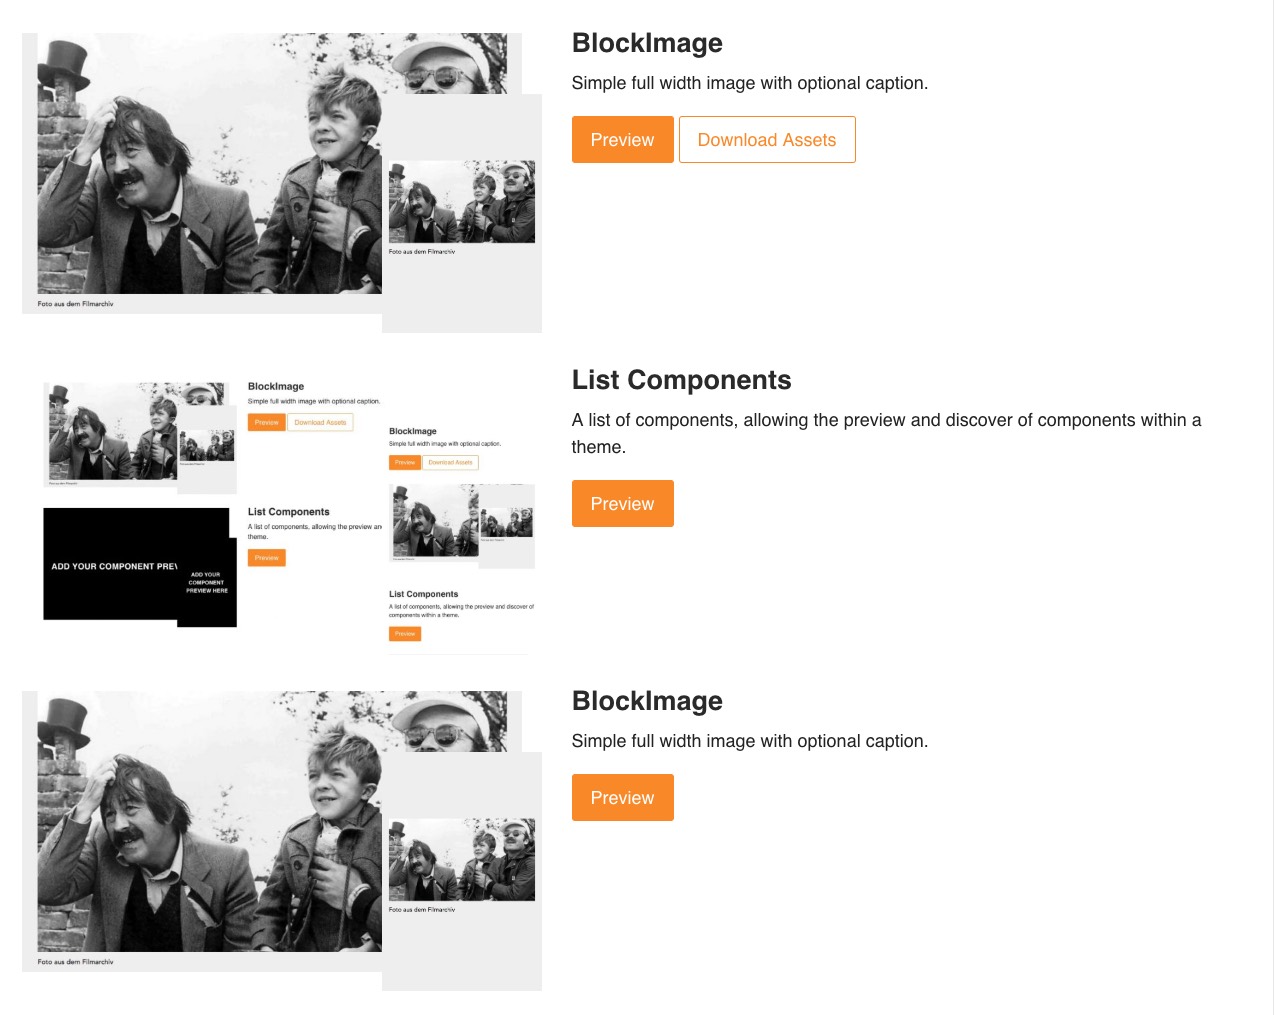 BlockImage
Simple full width image with optional caption.
Preview
Download Assets
Foto aus dem Filmarchiv
Foto aus dem Filmarchiv
List Components
A list of components, allowing the preview and discover of components within a
theme.
Preview
BlockImage
Simple full width image with optional caption.
Preview
Download Assets
List Components
A list of components, allowing the preview an
theme.
Preview
ADD YOUR COMPONENT PREV
ADD YOUR
COMPONENT
PREVIEW HERE
BlockImage
Simple full width image with optional caption.
Preview
Download Assets
List Components
A list of components, allowing the preview and discover of
components within a theme.
Preview
BlockImage
Simple full width image with optional caption.
Preview
Foto aus dem Filmarchiv
Foto aus dem Filmarchiv